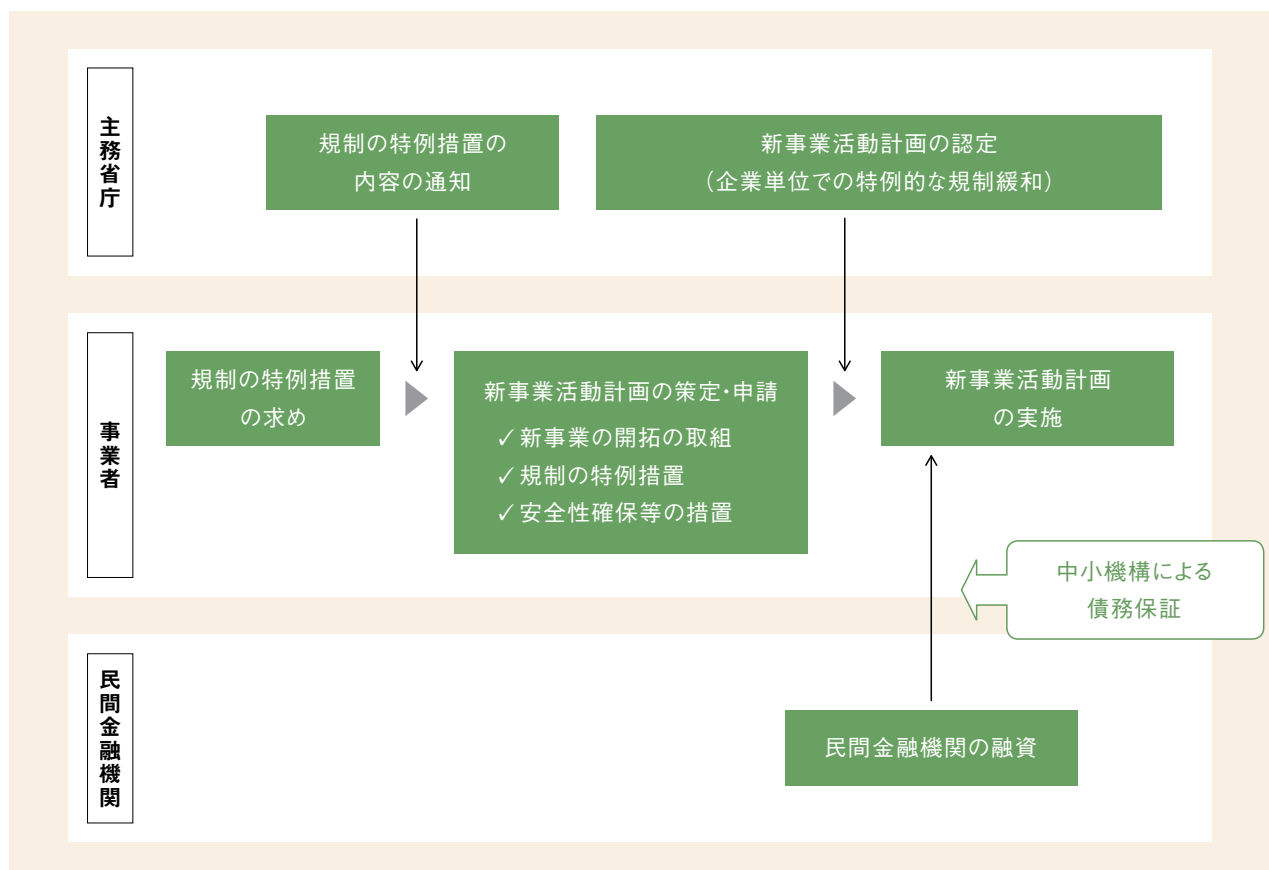 主務省庁
規制の特例措置の
内容の通知
新事業活動計画の認定
（企業単位での特例的な規制緩和）
事業者
規制の特例措置
の求め
新事業活動計画の策定・申請
✓新事業の開拓の取組
✓規制の特例措置
✓安全性確保等の措置
新事業活動計画
の実施
中小機構による
債務保証
民間金融機関
民間金融機関の融資